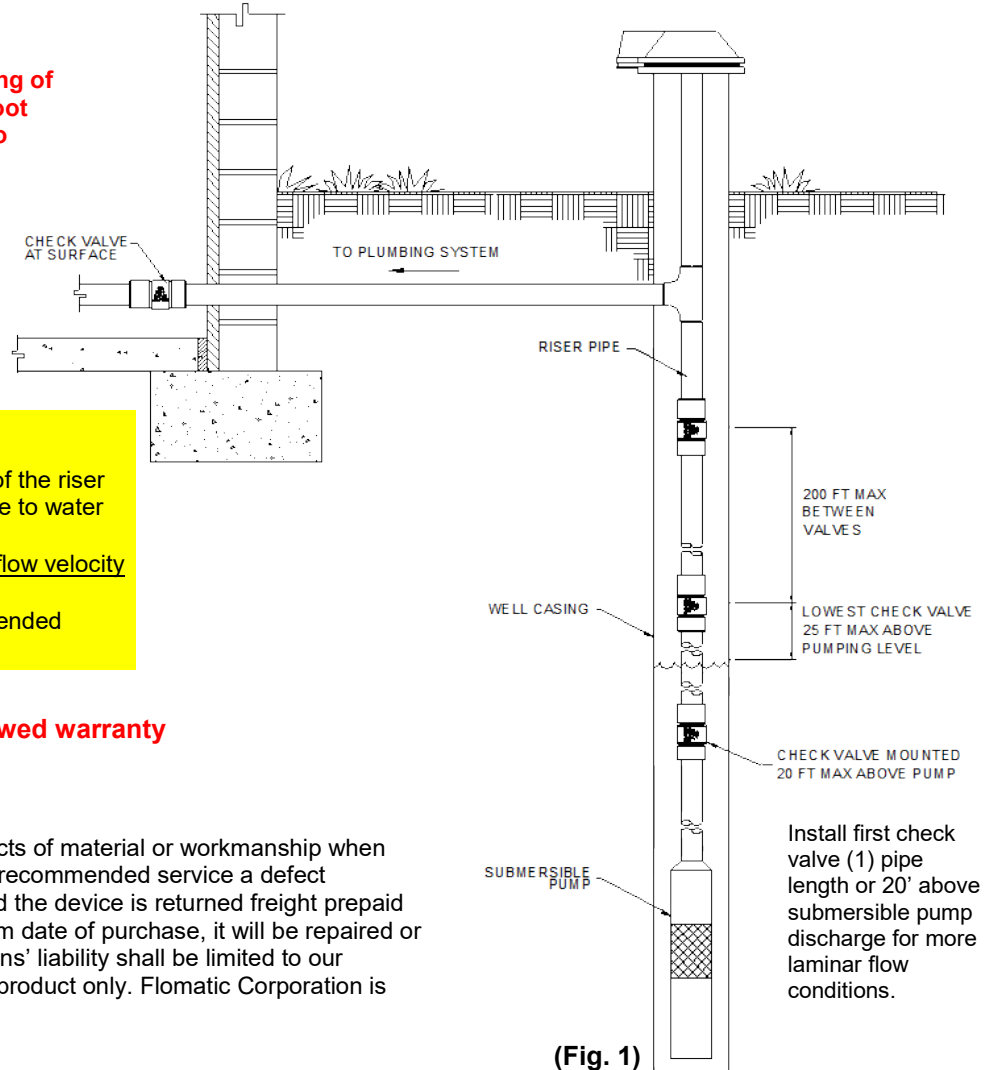 ng of
oot
o
CHECK VALVE
AT SURFACE
TO PLUMBING SYSTEM
RISER PIPE
of the riser
e to water
flow velocity
ended
200 FT MAX
BETWEEN
VALVES
WELL CASING
LOWEST CHECK VALVE
25 FT MAX ABOVE
PUMPING LEVEL
wed warranty
CHECK VALVE MOUNTED
20 FT MAX ABOVE PUMP
cts of material or workmanship when
recommended service a defect
d the device is returned freight prepaid
m date of purchase, it will be repaired or
ns’ liability shall be limited to our
product only. Flomatic Corporation is
SUBMERSIBLE
PUMP
Install first check
valve (1) pipe
length or 20’ above
submersible pump
discharge for more
laminar flow
conditions.
(Fig. 1)